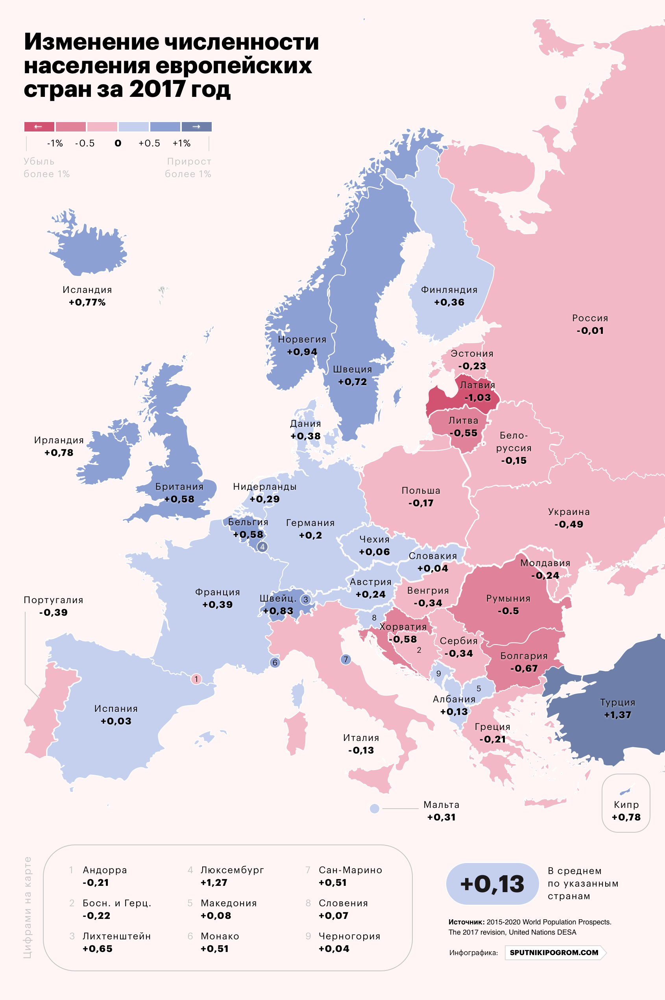 Изменение численности
населения европейских
стран за 2017 год
← →
-1% -0.5 0 +0.5 +1%
Убыль
более 1%
Прирост
более 1%
Исландия
+0,77%
Финляндия
+0,36
Россия
-0,01
Норвегия
+0,94
Эстония
-0,23
Швеция
+0,72
Латвия
-1,03
Дания
+0,38
Литва
-0,55
Ирландия
+0,78
Бело-
руссия
-0,15
Британия
+0,58
Нидерланды
+0,29
Польша
-0,17
Украина
-0,49
Бельгия
+0,58
4
Германия
+0,2
Чехия
+0,06
Словакия
+0,04
Молдавия
-0,24
Австрия
+0,24
Венгрия
-0,34
Франция
+0,39
Швейц.
+0,83
3
Румыния
-0.5
Португалия
-0,39
8
Хорватия
-0,58
2
Сербия
-0,34
Болгария
-0,67
6
7
1
9
5
Албания
+0,13
Испания
+0,03
Турция
+1,37
Греция
-0,21
Италия
-0,13
Мальта
+0,31
Кипр
+0,78
Цифрами на карте
1 Андорра
-0,21
2 Босн. и Герц.
-0,22
3 Лихтенштейн
+0,65
4 Люксембург
+1,27
5 Македония
+0,08
6 Монако
+0,51
7 Сан-Марино
+0,51
8 Словения
+0,07
9 Черногория
+0,04
+0,13
В среднем
по указанным
странам
Источник: 2015-2020 World Population Prospects.
The 2017 revision, United Nations DESA
Инфографика: SPUTNIKIPOGROM.COM